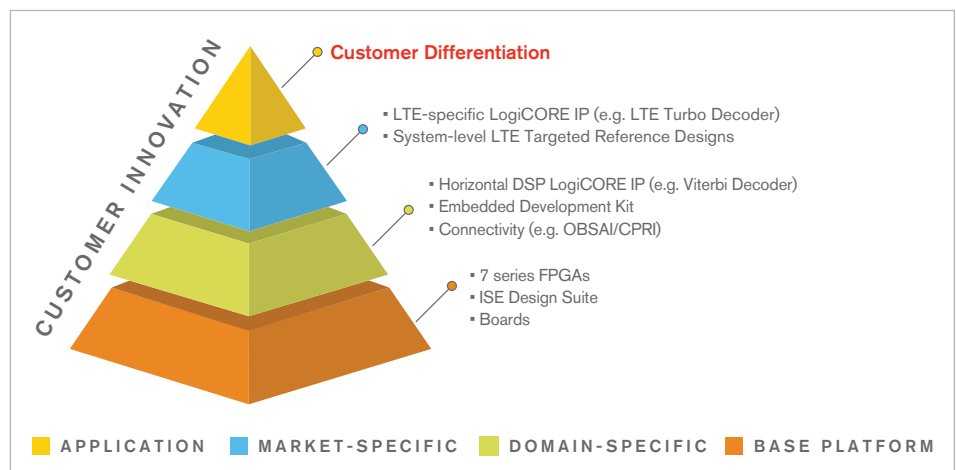 CUSTOMER INNOVATION
Customer Differentiation
▪ LTE-specific LogiCORE IP (e.g. LTE Turbo Decoder)
▪ System-level LTE Targeted Reference Designs
▪ Horizontal DSP LogiCORE IP (e.g. Viterbi Decoder)
▪ Embedded Development Kit
▪ Connectivity (e.g. OBSAI/CPRI)
▪ 7 series FPGAs
▪ ISE Design Suite
▪ Boards
APPLICATION MARKET-SPECIFIC DOMAIN-SPECIFIC BASE PLATFORM